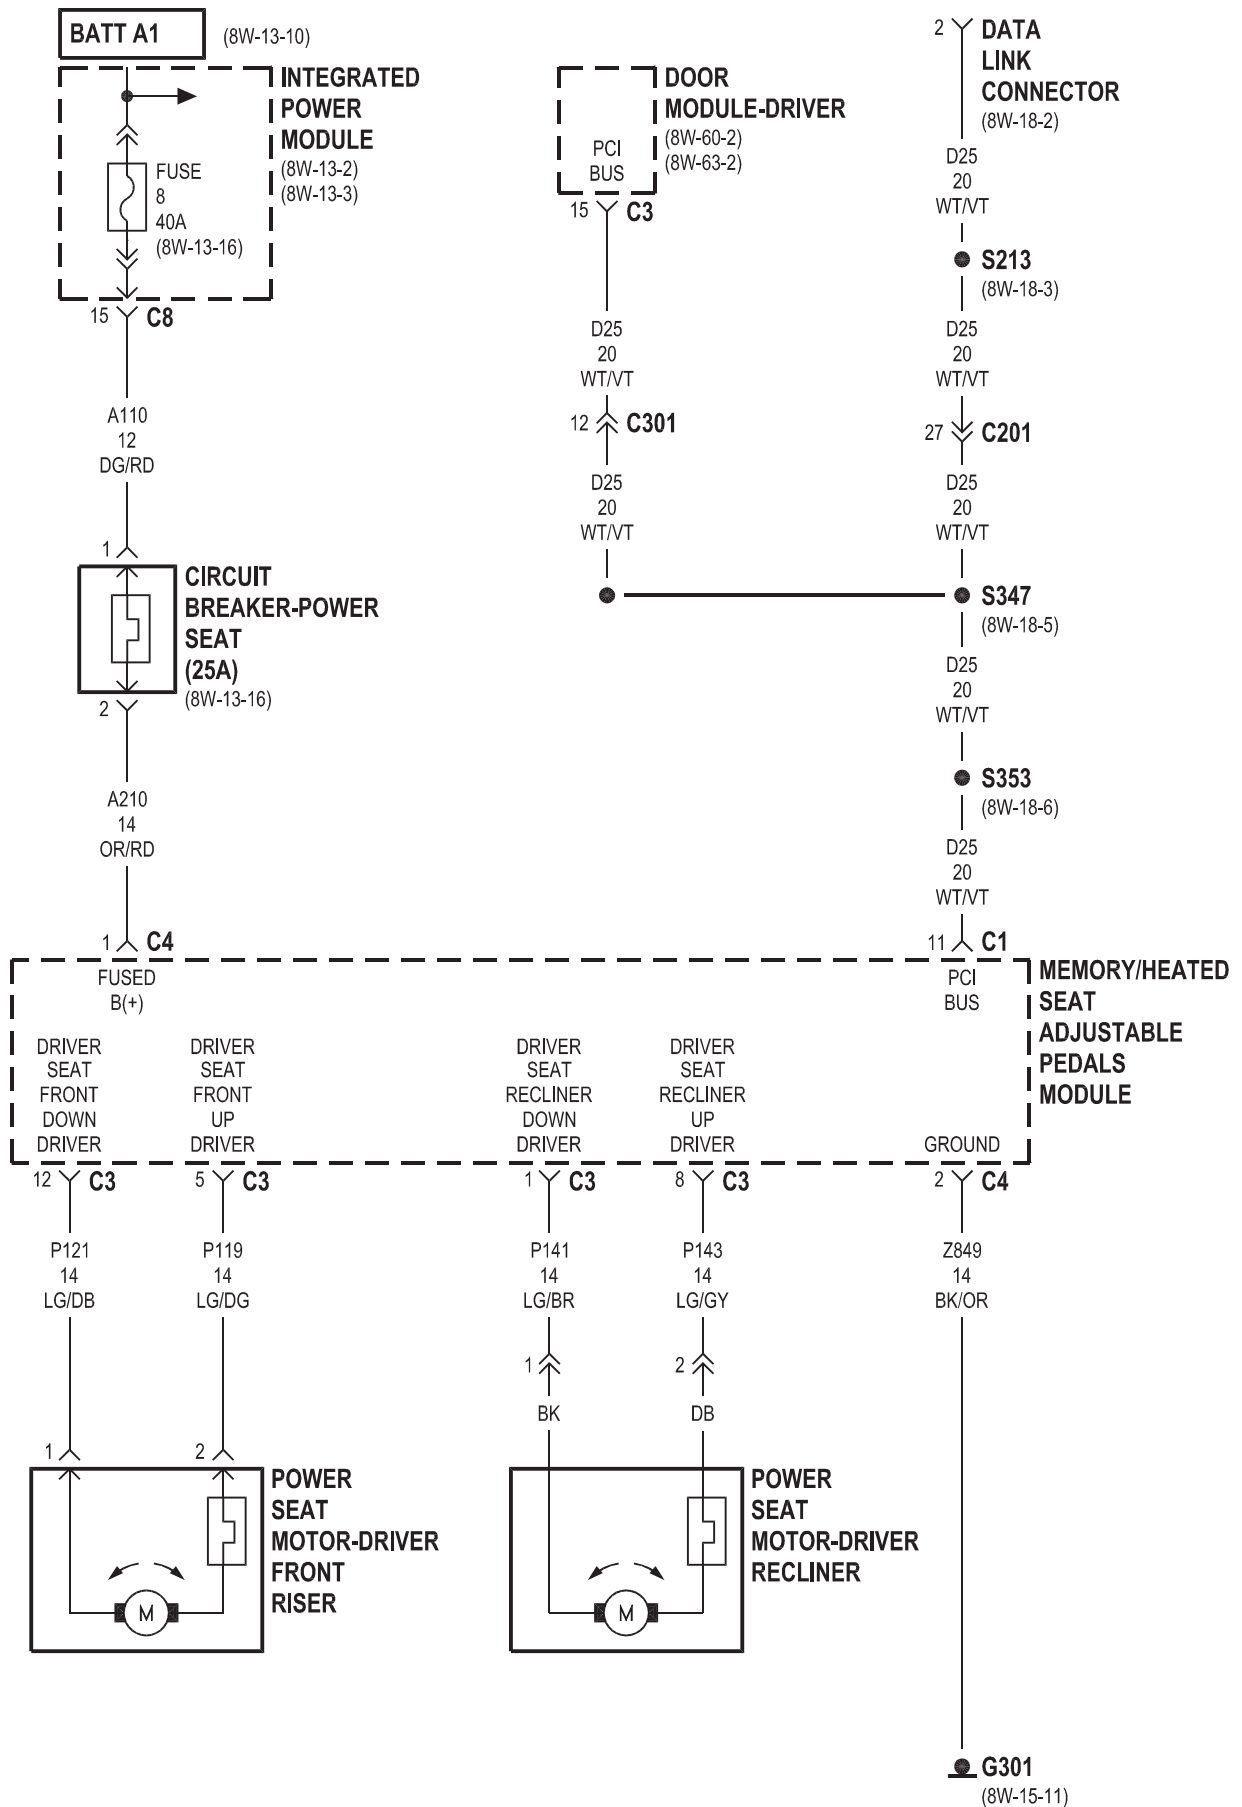 BATT A1
(8W-13-10)
INTEGRATED
POWER
MODULE
(8W-13-2)
(8W-13-3)
FUSE
8
40A
(8W-13-16)
15
C8
A110
12
DG/RD
1
CIRCUIT
BREAKER-POWER
SEAT
(25A)
(8W-13-16)
2
A210
14
OR/RD
1
C4
DOOR
MODULE-DRIVER
(8W-60-2)
(8W-63-2)
PCI
BUS
15
C3
D25
20
WT/VT
12
C301
D25
20
WT/VT
2
DATA
LINK
CONNECTOR
(8W-18-2)
D25
20
WT/VT
S213
(8W-18-3)
D25
20
WT/VT
27
C201
D25
20
WT/VT
S347
(8W-18-5)
D25
20
WT/VT
S353
(8W-18-6)
D25
20
WT/VT
11
C1
FUSED
B(+)
PCI
BUS
MEMORY/HEATED
SEAT
ADJUSTABLE
PEDALS
MODULE
DRIVER
SEAT
FRONT
DOWN
DRIVER
DRIVER
SEAT
FRONT
UP
DRIVER
DRIVER
SEAT
RECLINER
DOWN
DRIVER
DRIVER
SEAT
RECLINER
UP
DRIVER
GROUND
12
C3
5
C3
1
C3
8
C3
2
C4
P121
14
LG/DB
P119
14
LG/DG
P141
14
LG/BR
P143
14
LG/GY
Z849
14
BK/OR
1
2
BK
DB
1
2
POWER
SEAT
MOTOR-DRIVER
FRONT
RISER
M
POWER
SEAT
MOTOR-DRIVER
RECLINER
M
G301
(8W-15-11)